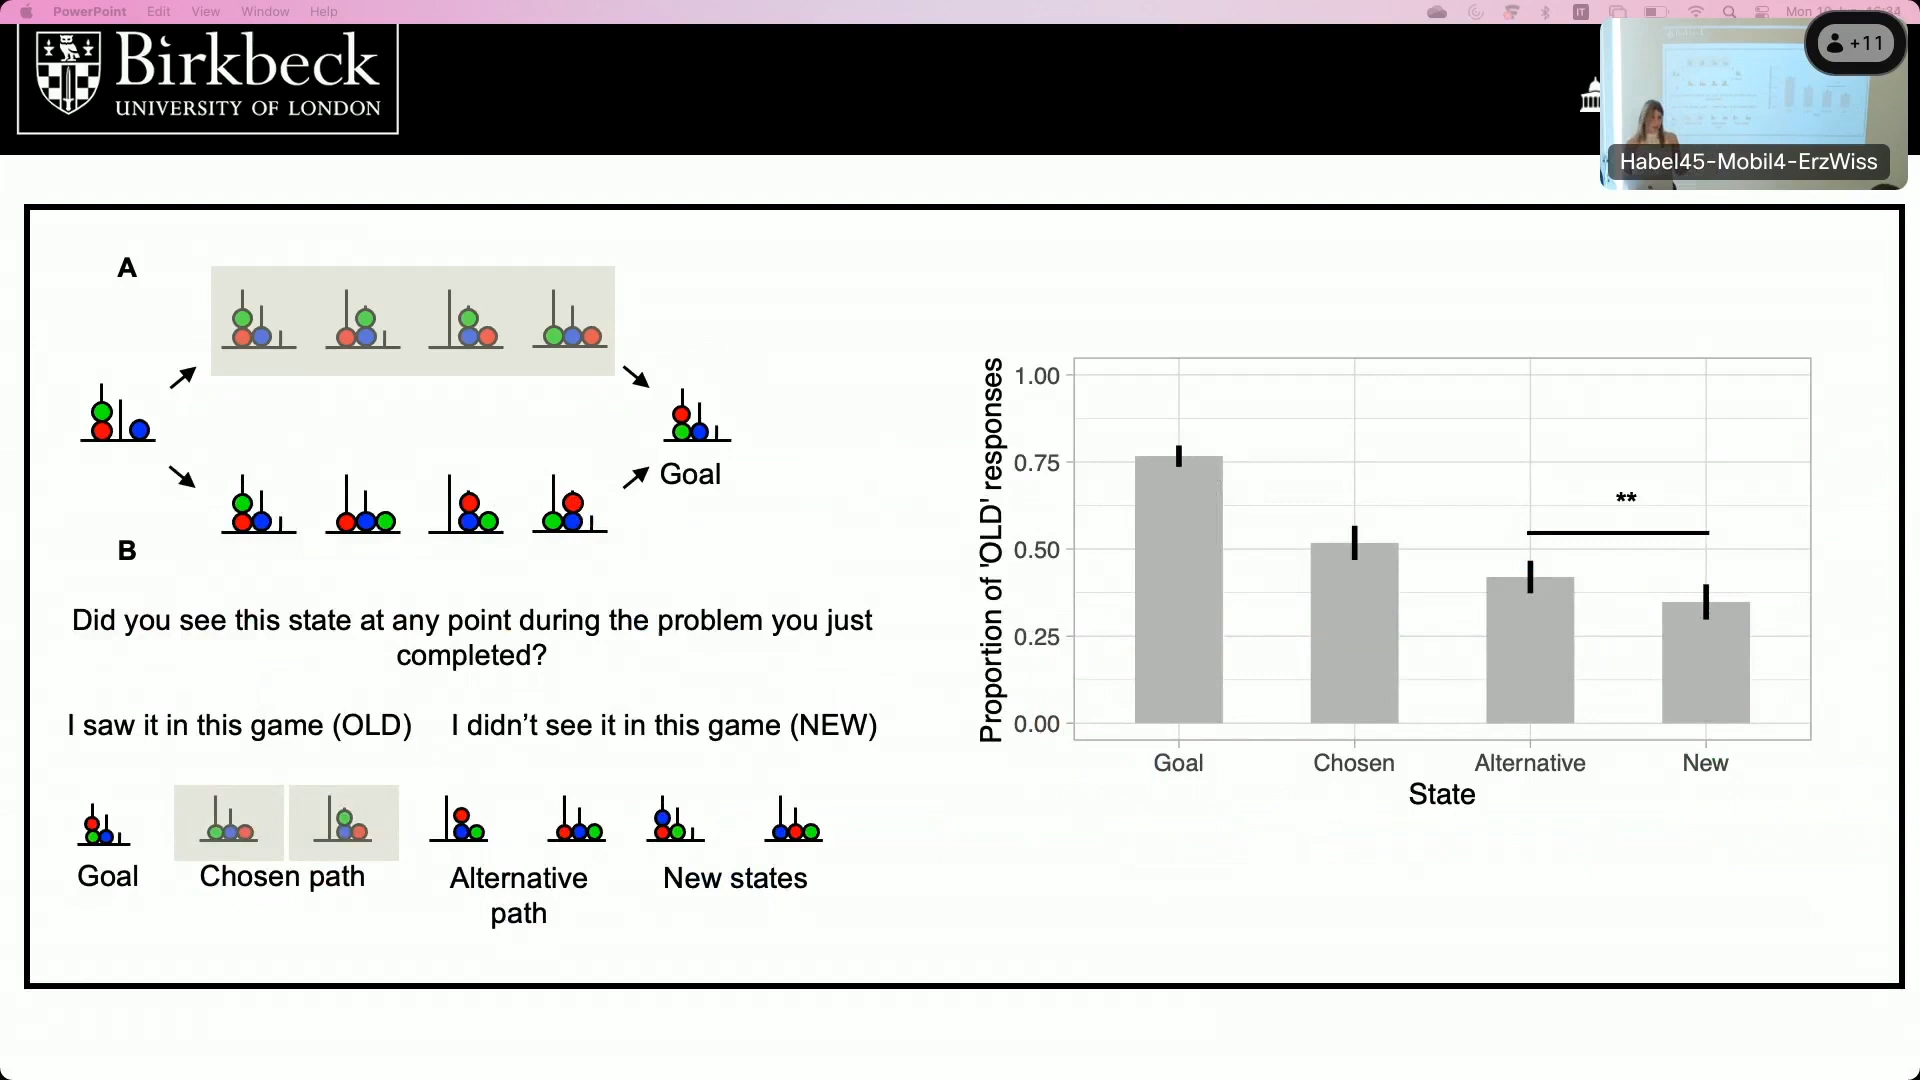 PowerPoint Edit View Window Help
IT
Birkbeck
UNIVERSITY OF LONDON
+11
Habel45-Mobil4-ErzWiss
A
Goal
B
Did you see this state at any point during the problem you just
completed?
I saw it in this game (OLD) I didn’t see it in this game (NEW)
Goal
Chosen path
Alternative
path
New states
Proportion of 'OLD' responses
1.00
0.75
0.50
0.25
0.00
**
Goal Chosen Alternative New
State